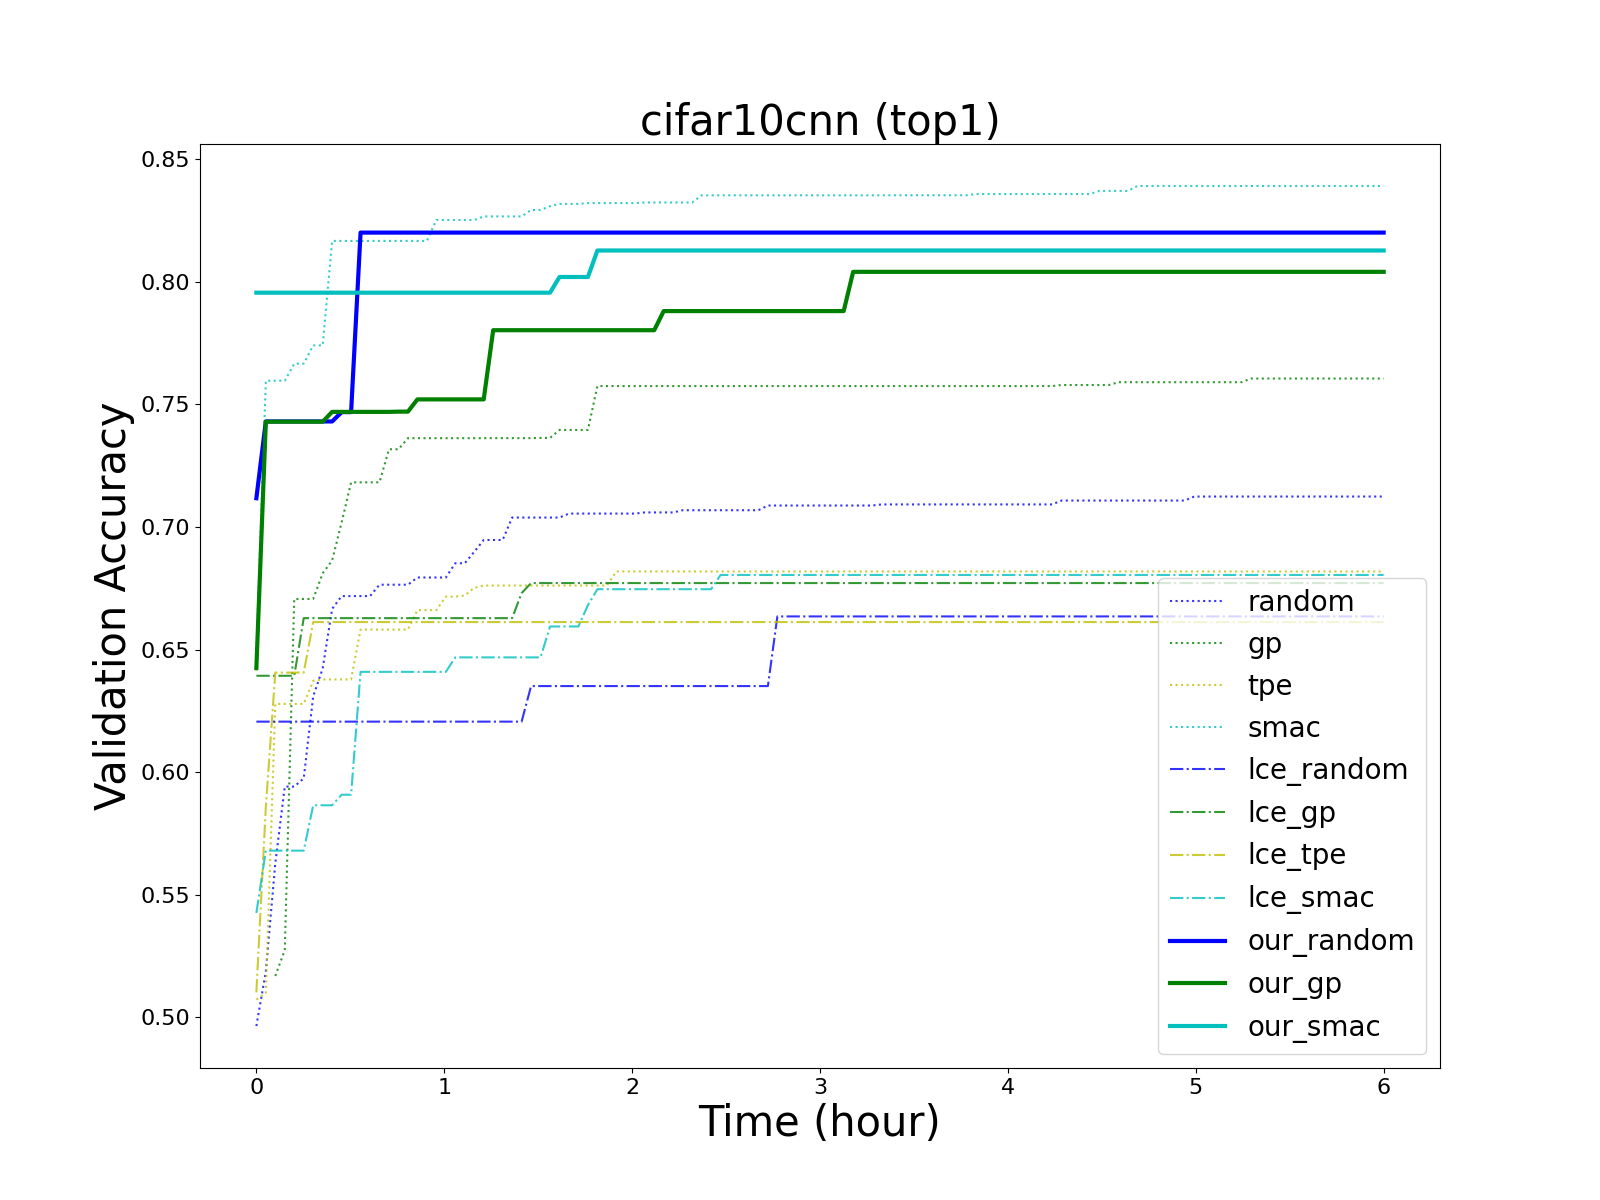 cifar10cnn (top1)
Validation Accuracy
0.85
0.80
0.75
0.70
0.65
0.60
0.55
0.50
0 1 2 3 4 5 6
Time (hour)
random
gp
tpe
smac
lce_random
lce_gp
lce_tpe
lce_smac
our_random
our_gp
our_smac